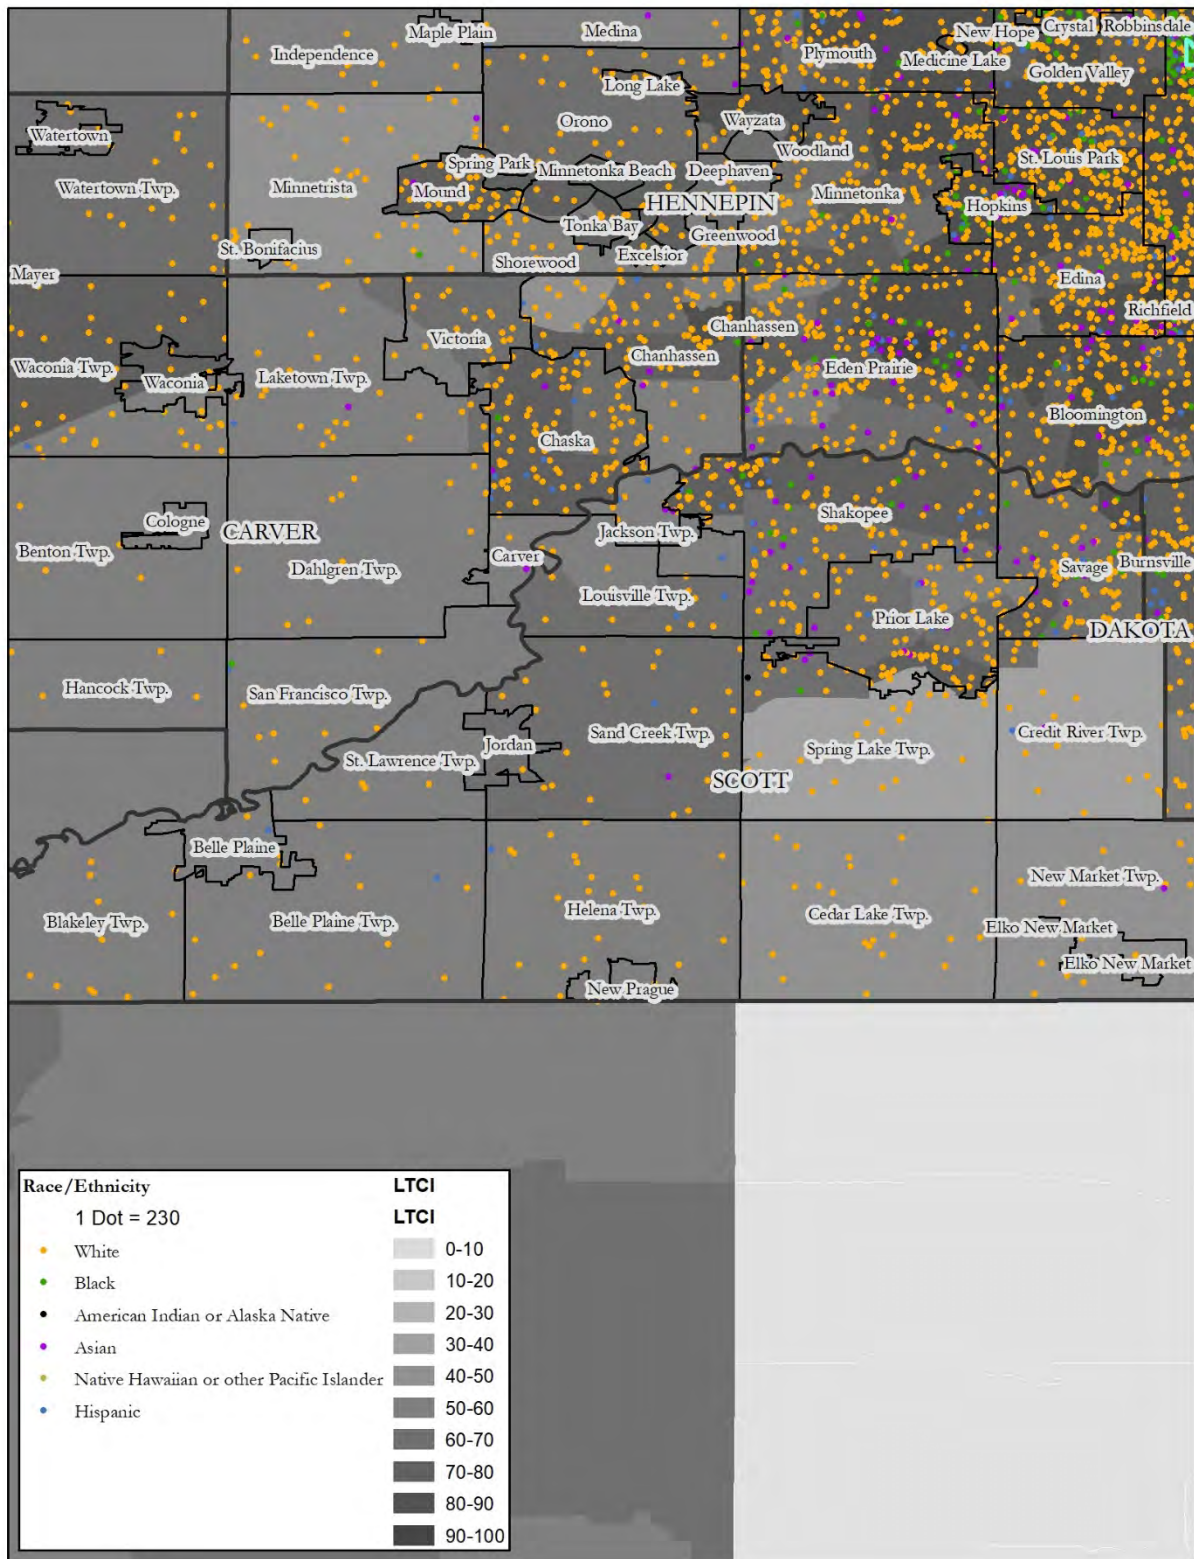 Maple Plain
Medina
New Hope
Crystal
Robbinsdale
Independence
Plymouth
Medicine Lake
Golden Valley
Long Lake
Watertown
Orono
Wayzata
Woodland
St. Louis Park
Spring Park
Minnetonka Beach
Deephaven
Watertown Twp.
Minnetrista
Mound
Minnetonka
HENNEPIN
Hopkins
Tonka Bay
Greenwood
St. Bonifacius
Excelsior
Shorewood
Mayer
Edina
Richfield
Victoria
Chanhassen
Chanhassen
Waconia Twp.
Waconia
Laketown Twp.
Eden Prairie
Bloomington
Chaska
Shakopee
Cologne
CARVER
Jackson Twp.
Benton Twp.
Dahlgren Twp.
Carver
Savage
Burnsville
Louisville Twp.
Prior Lake
DAKOTA
Hancock Twp.
San Francisco Twp.
Sand Creek Twp.
Credit River Twp.
Jordan
Spring Lake Twp.
St. Lawrence Twp.
SCOTT
Belle Plaine
New Market Twp.
Blakeley Twp.
Belle Plaine Twp.
Helena Twp.
Cedar Lake Twp.
Elko New Market
Elko New Market
New Prague
Race/Ethnicity
1 Dot = 230
White
Black
American Indian or Alaska Native
Asian
Native Hawaiian or other Pacific Islander
Hispanic
LTCI
LTCI
0-10
10-20
20-30
30-40
40-50
50-60
60-70
70-80
80-90
90-100